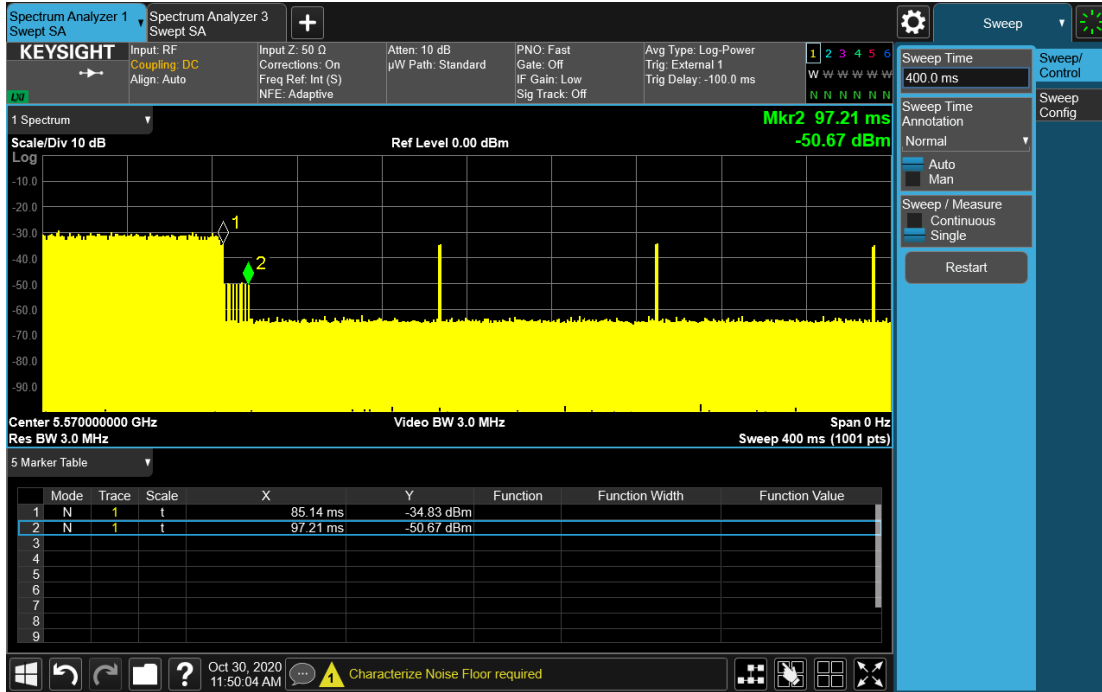 Spectrum Analyzer 1
Swept SA
Spectrum Analyzer 3
Swept SA
Sweep
KEYSIGHT
LXI
Input: RF
Coupling: DC
Align: Auto
Input Z: 50 Ω
Corrections: On
Freq Ref: Int (S)
NFE: Adaptive
Atten: 10 dB
µW Path: Standard
PNO: Fast
Gate: Off
IF Gain: Low
Sig Track: Off
Avg Type: Log-Power
Trig: External 1
Trig Delay: -100.0 ms
1 2 3 4 5 6
W W W W W W
N N N N N N
1 Spectrum
Scale/Div 10 dB
Ref Level 0.00 dBm
Mkr2 97.21 ms
-50.67 dBm
Log
-10.0
-20.0
-30.0
-40.0
-50.0
-60.0
-70.0
-80.0
-90.0
1
2
Center 5.570000000 GHz
Res BW 3.0 MHz
Video BW 3.0 MHz
Span 0 Hz
Sweep 400 ms (1001 pts)
5 Marker Table
Mode Trace Scale X Y Function Function Width Function Value
1 N 1 t 85.14 ms -34.83 dBm
2 N 1 t 97.21 ms -50.67 dBm
3
4
5
6
7
8
9
Sweep Time
400.0 ms
Sweep Time
Annotation
Normal
Auto
Man
Sweep / Measure
Continuous
Single
Restart
Sweep/
Control
Sweep
Config
?
Oct 30, 2020
11:50:04 AM
1
Characterize Noise Floor required